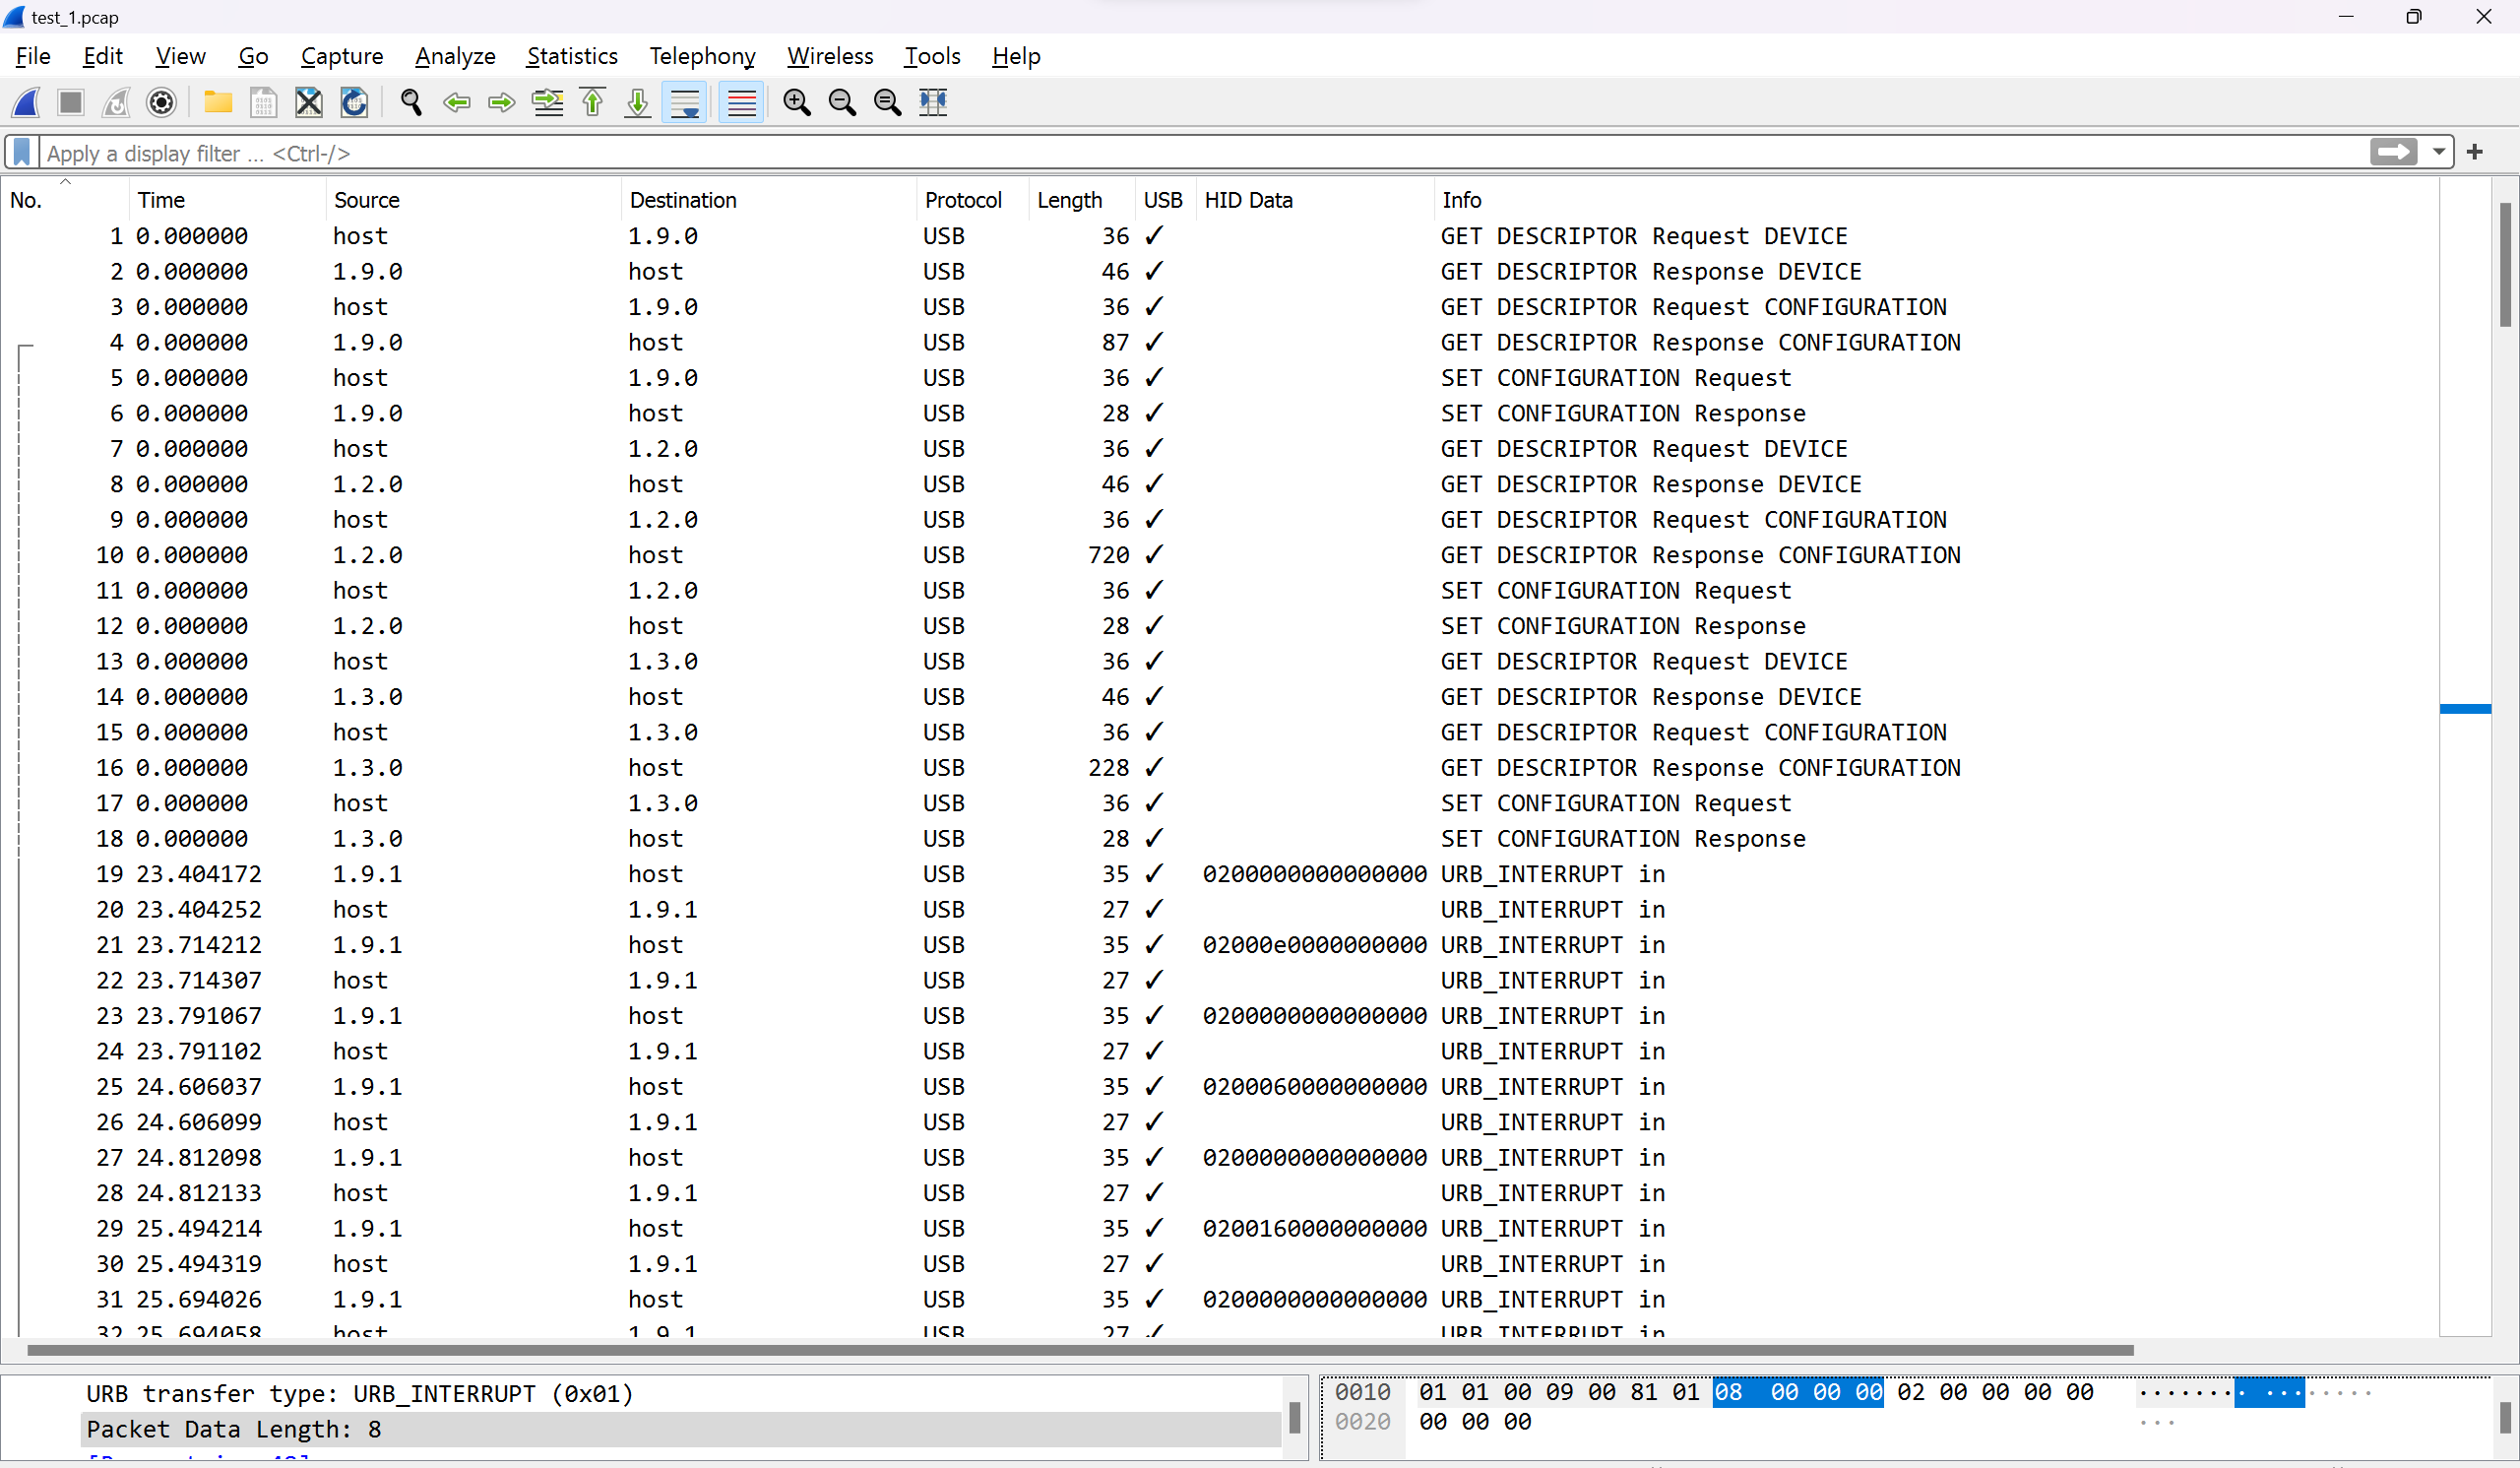 test_1.pcap
File Edit View Go Capture Analyze Statistics Telephony Wireless Tools Help
Apply a display filter ... <Ctrl-/>
No. Time Source Destination Protocol Length USB HID Data Info
1 0.000000 host 1.9.0 USB 36 ✓ GET DESCRIPTOR Request DEVICE
2 0.000000 1.9.0 host USB 46 ✓ GET DESCRIPTOR Response DEVICE
3 0.000000 host 1.9.0 USB 36 ✓ GET DESCRIPTOR Request CONFIGURATION
4 0.000000 1.9.0 host USB 87 ✓ GET DESCRIPTOR Response CONFIGURATION
5 0.000000 host 1.9.0 USB 36 ✓ SET CONFIGURATION Request
6 0.000000 1.9.0 host USB 28 ✓ SET CONFIGURATION Response
7 0.000000 host 1.2.0 USB 36 ✓ GET DESCRIPTOR Request DEVICE
8 0.000000 1.2.0 host USB 46 ✓ GET DESCRIPTOR Response DEVICE
9 0.000000 host 1.2.0 USB 36 ✓ GET DESCRIPTOR Request CONFIGURATION
10 0.000000 1.2.0 host USB 720 ✓ GET DESCRIPTOR Response CONFIGURATION
11 0.000000 host 1.2.0 USB 36 ✓ SET CONFIGURATION Request
12 0.000000 1.2.0 host USB 28 ✓ SET CONFIGURATION Response
13 0.000000 host 1.3.0 USB 36 ✓ GET DESCRIPTOR Request DEVICE
14 0.000000 1.3.0 host USB 46 ✓ GET DESCRIPTOR Response DEVICE
15 0.000000 host 1.3.0 USB 36 ✓ GET DESCRIPTOR Request CONFIGURATION
16 0.000000 1.3.0 host USB 228 ✓ GET DESCRIPTOR Response CONFIGURATION
17 0.000000 host 1.3.0 USB 36 ✓ SET CONFIGURATION Request
18 0.000000 1.3.0 host USB 28 ✓ SET CONFIGURATION Response
19 23.404172 1.9.1 host USB 35 ✓ 0200000000000000 URB_INTERRUPT in
20 23.404252 host 1.9.1 USB 27 ✓ URB_INTERRUPT in
21 23.714212 1.9.1 host USB 35 ✓ 02000e0000000000 URB_INTERRUPT in
22 23.714307 host 1.9.1 USB 27 ✓ URB_INTERRUPT in
23 23.791067 1.9.1 host USB 35 ✓ 0200000000000000 URB_INTERRUPT in
24 23.791102 host 1.9.1 USB 27 ✓ URB_INTERRUPT in
25 24.606037 1.9.1 host USB 35 ✓ 0200060000000000 URB_INTERRUPT in
26 24.606099 host 1.9.1 USB 27 ✓ URB_INTERRUPT in
27 24.812098 1.9.1 host USB 35 ✓ 0200000000000000 URB_INTERRUPT in
28 24.812133 host 1.9.1 USB 27 ✓ URB_INTERRUPT in
29 25.494214 1.9.1 host USB 35 ✓ 0200160000000000 URB_INTERRUPT in
30 25.494319 host 1.9.1 USB 27 ✓ URB_INTERRUPT in
31 25.694026 1.9.1 host USB 35 ✓ 0200000000000000 URB_INTERRUPT in
32 25.694058 host 1.9.1 USB 27 ✓ URB_INTERRUPT in
URB transfer type: URB_INTERRUPT (0x01)
Packet Data Length: 8
0010 01 01 00 09 00 81 01 08 00 00 00 02 00 00 00 00 ········ ········
0020 00 00 00 ···